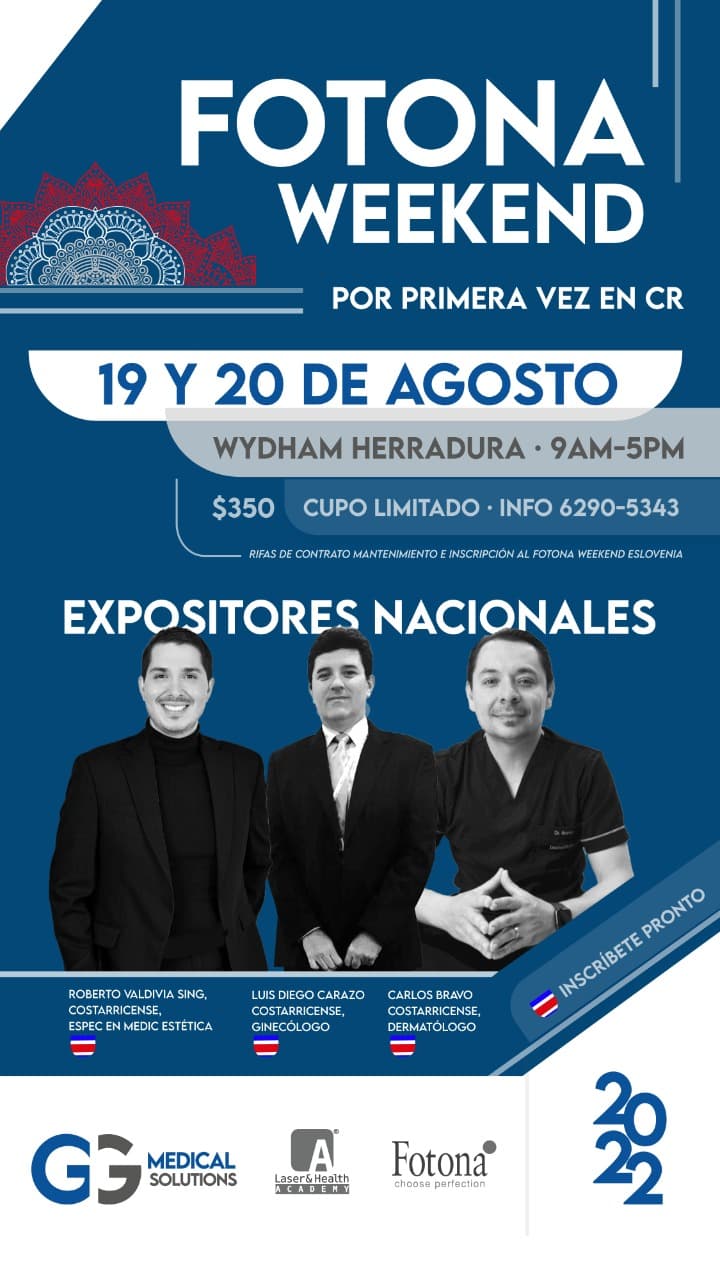 FOTONA
WEEKEND
POR PRIMERA VEZ EN CR
19 Y 20 DE AGOSTO
WYDHAM HERRADURA · 9AM-5PM
$350 CUPO LIMITADO · INFO 6290-5343
RIFAS DE CONTRATO MANTENIMIENTO E INSCRIPCIÓN AL FOTONA WEEKEND ESLOVENIA
EXPOSITORES NACIONALES
ROBERTO VALDIVIA SING,
COSTARRICENSE,
ESPEC EN MEDIC ESTÉTICA
LUIS DIEGO CARAZO
COSTARRICENSE,
GINECÓLOGO
CARLOS BRAVO
COSTARRICENSE,
DERMATÓLOGO
INSCRÍBETE PRONTO
GG MEDICAL
SOLUTIONS
A
Laser & Health
ACADEMY
Fotona
choose perfection
2022